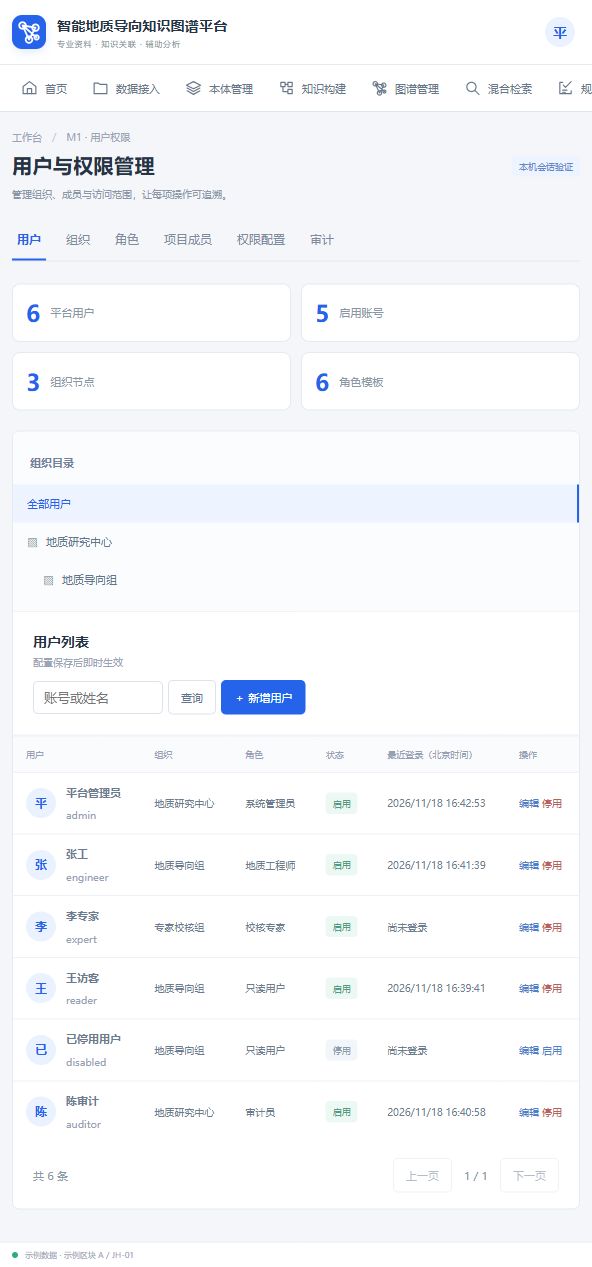 智能地质导向知识图谱平台
专业资料 · 知识关联 · 辅助分析
平
首页 数据接入 本体管理 知识构建 图谱管理 混合检索 规
工作台 / M1 · 用户权限
用户与权限管理
本机会话验证
管理组织、成员与访问范围，让每项操作可追溯。
用户 组织 角色 项目成员 权限配置 审计
6 平台用户 5 启用账号
3 组织节点 6 角色模板
组织目录
全部用户
▨ 地质研究中心
▨ 地质导向组
用户列表
配置保存后即时生效
账号或姓名 查询 + 新增用户
用户 组织 角色 状态 最近登录（北京时间） 操作
平 平台管理员 地质研究中心 系统管理员 启用 2026/11/18 16:42:53 编辑 停用
admin
张 张工 地质导向组 地质工程师 启用 2026/11/18 16:41:39 编辑 停用
engineer
李 李专家 专家校核组 校核专家 启用 尚未登录 编辑 停用
expert
王 王访客 地质导向组 只读用户 启用 2026/11/18 16:39:41 编辑 停用
reader
已 已停用用户 地质导向组 只读用户 停用 尚未登录 编辑 启用
disabled
陈 陈审计 地质研究中心 审计员 启用 2026/11/18 16:40:58 编辑 停用
auditor
共 6 条 上一页 1 / 1 下一页
示例数据 · 示例区块 A / JH-01